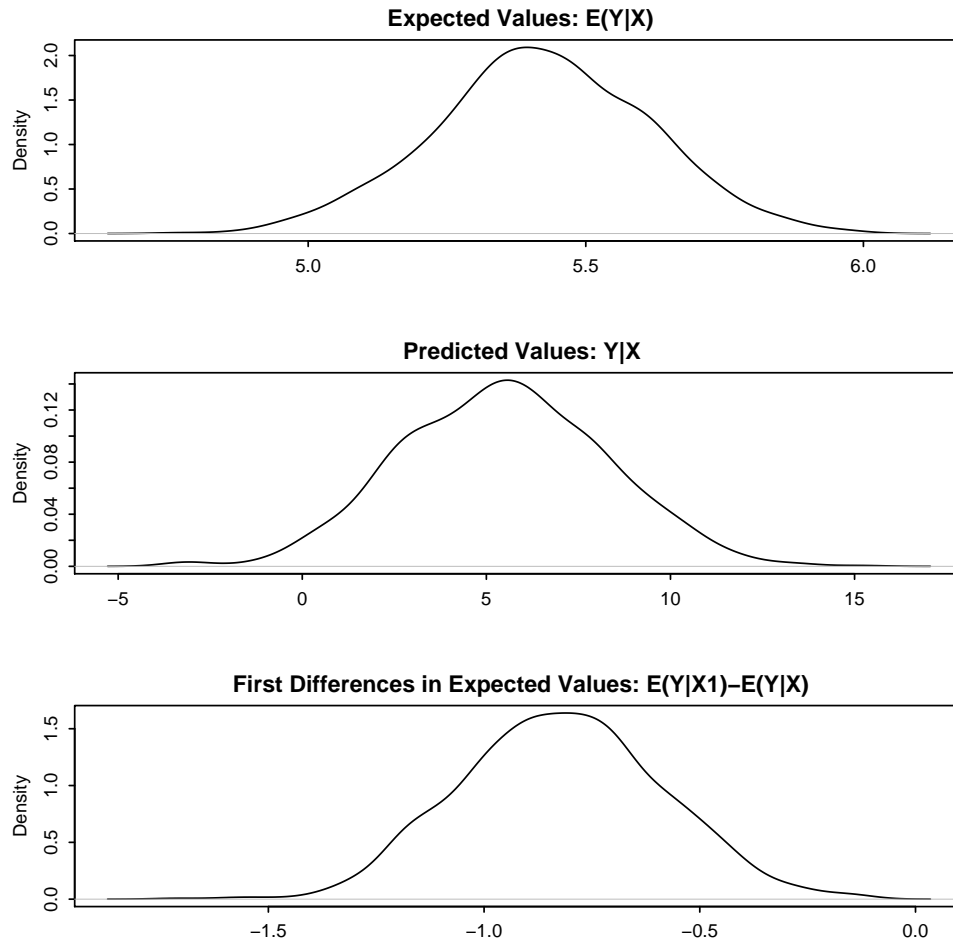 Expected Values: E(Y|X)
Density
0.0 0.5 1.0 1.5 2.0
5.0 5.5 6.0
Predicted Values: Y|X
Density
0.00 0.04 0.08 0.12
−5 0 5 10 15
First Differences in Expected Values: E(Y|X1)−E(Y|X)
Density
0.0 0.5 1.0 1.5
−1.5 −1.0 −0.5 0.0